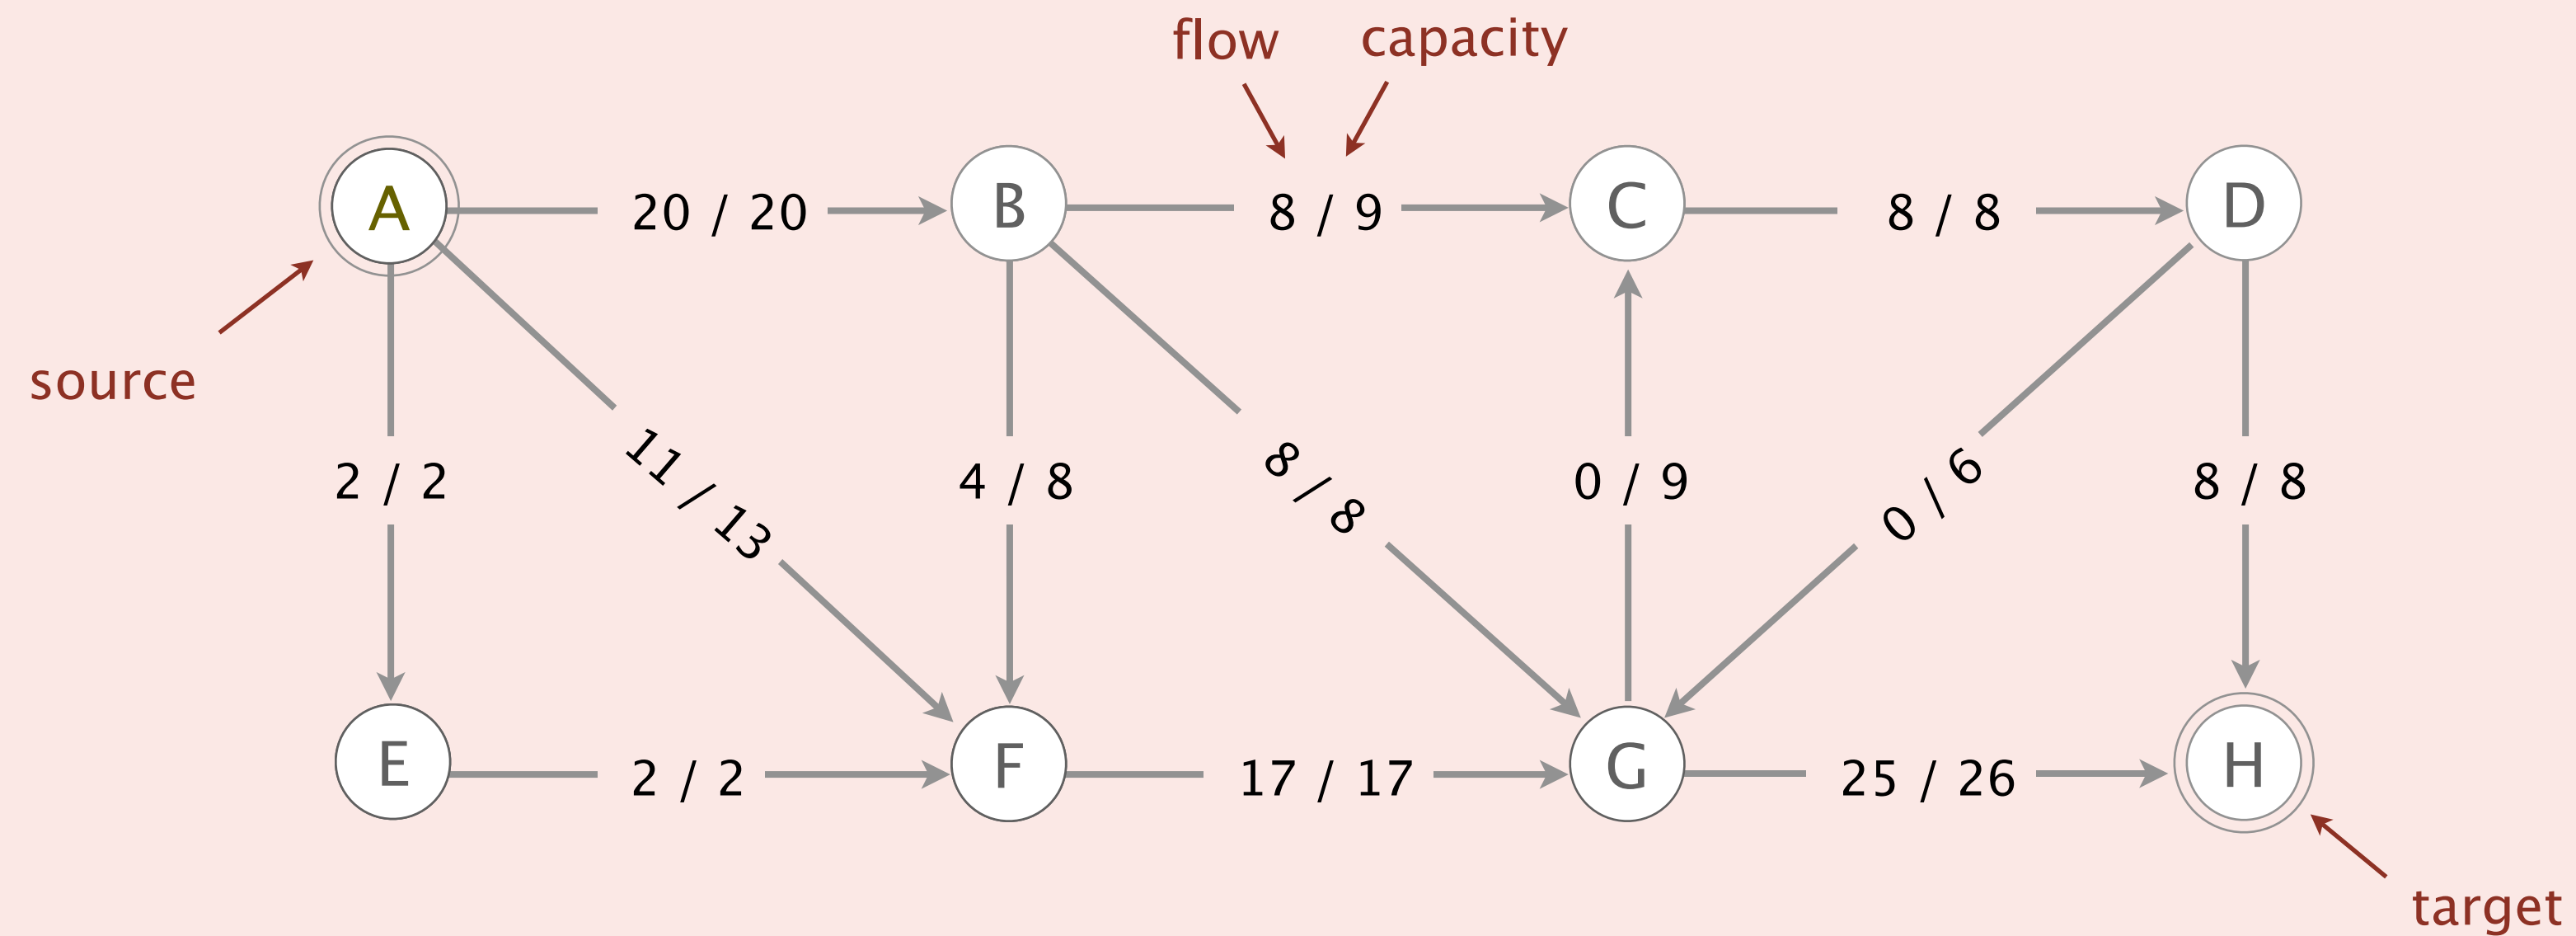 flow
capacity
A
20 / 20
B
8 / 9
C
8 / 8
D
source
2 / 2
11 / 13
4 / 8
8 / 8
0 / 9
0 / 6
8 / 8
E
2 / 2
F
17 / 17
G
25 / 26
H
target